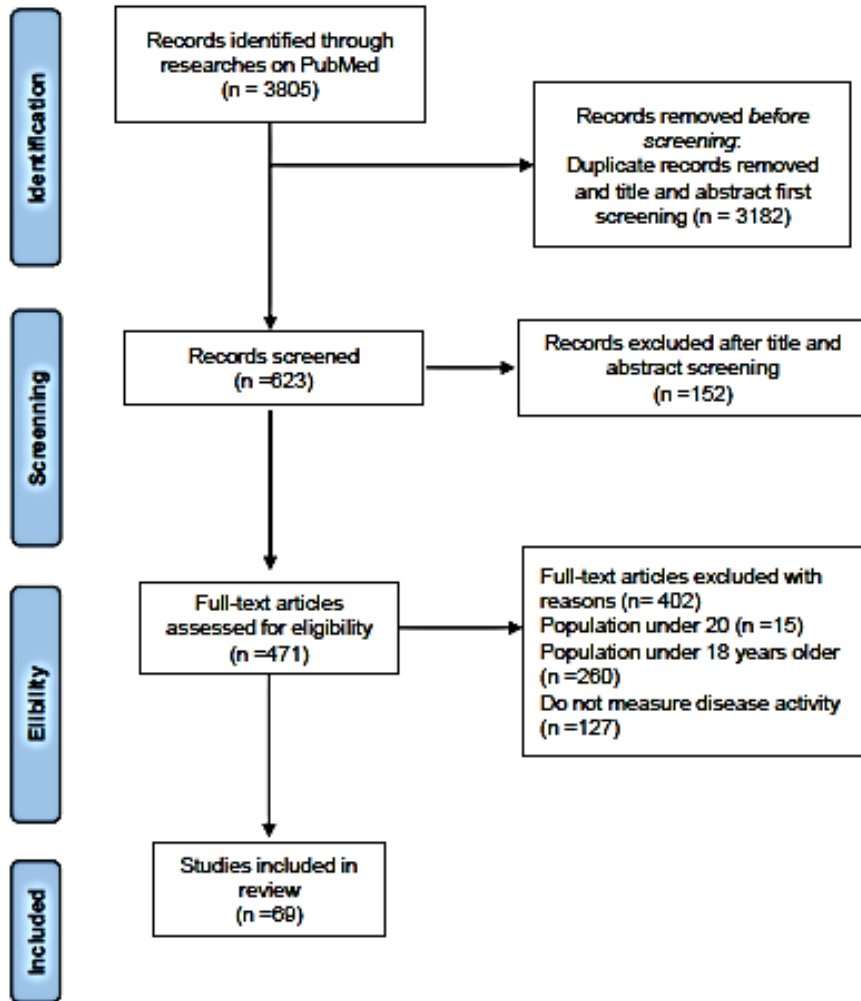 Identification
Records identified through
researches on PubMed
(n = 3805)
Records removed before
screening:
Duplicate records removed
and title and abstract first
screening (n = 3182)
Screenning
Records screened
(n =623)
Records excluded after title and
abstract screening
(n =152)
Elibility
Full-text articles
assessed for eligibility
(n =471)
Full-text articles excluded with
reasons (n= 402)
Population under 20 (n =15)
Population under 18 years older
(n =260)
Do not measure disease activity
(n =127)
Included
Studies included in
review
(n =69)